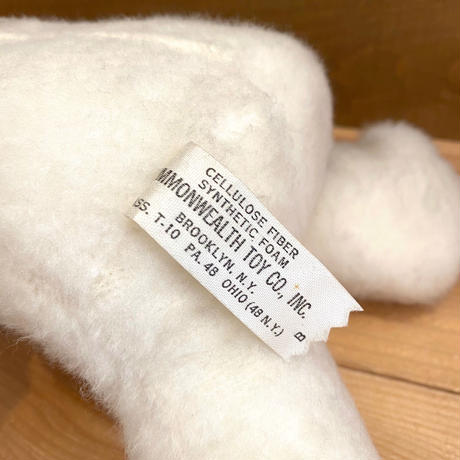 CELLULOSE FIBER
SYNTHETIC FOAM
MMONWEALTH TOY CO., INC.
BROOKLYN, N.Y.
SS. T-10 PA. 48 OHIO (48 N.Y.) B